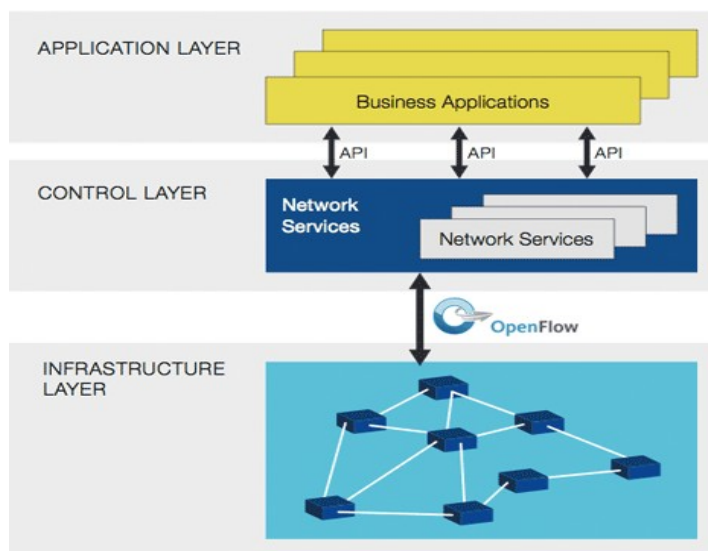 APPLICATION LAYER
Business Applications
API
API
API
CONTROL LAYER
Network
Services
Network Services
OpenFlow
INFRASTRUCTURE
LAYER